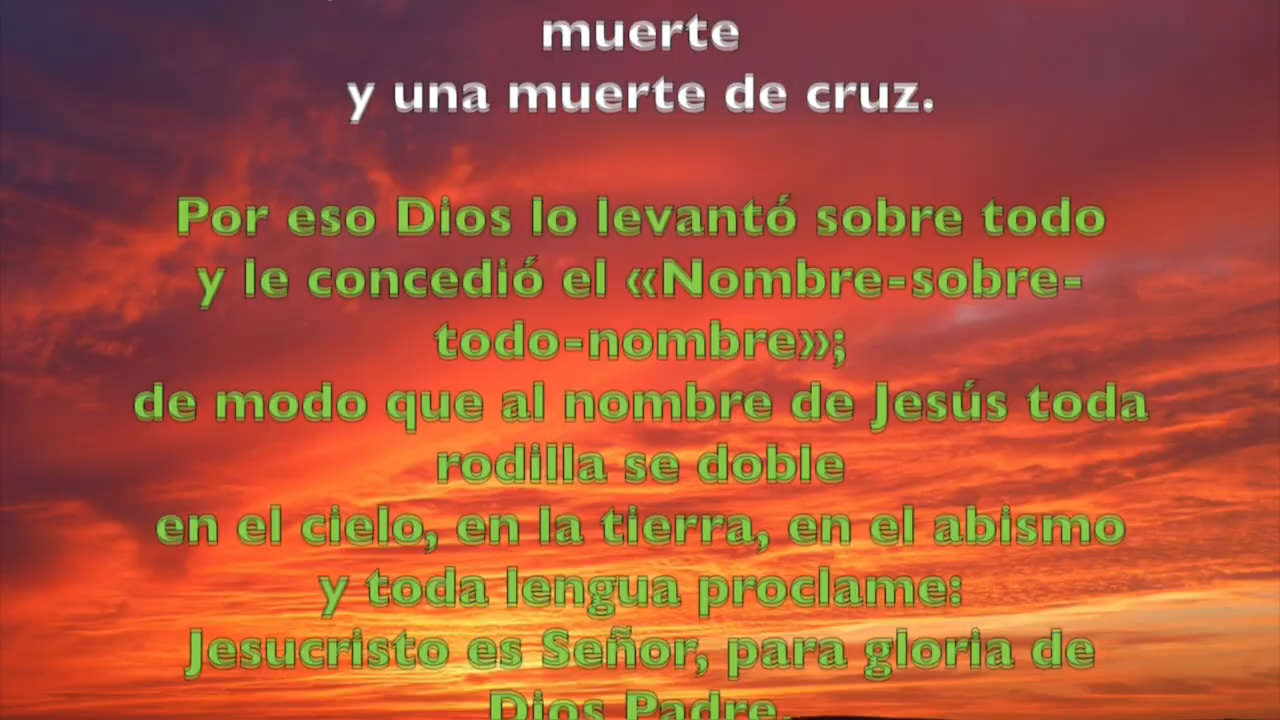 muerte
y una muerte de cruz.
Por eso Dios lo levantó sobre todo
y le concedió el «Nombre-sobre-
todo-nombre»;
de modo que al nombre de Jesús toda
rodilla se doble
en el cielo, en la tierra, en el abismo
y toda lengua proclame:
Jesucristo es Señor, para gloria de
Dios Padre.